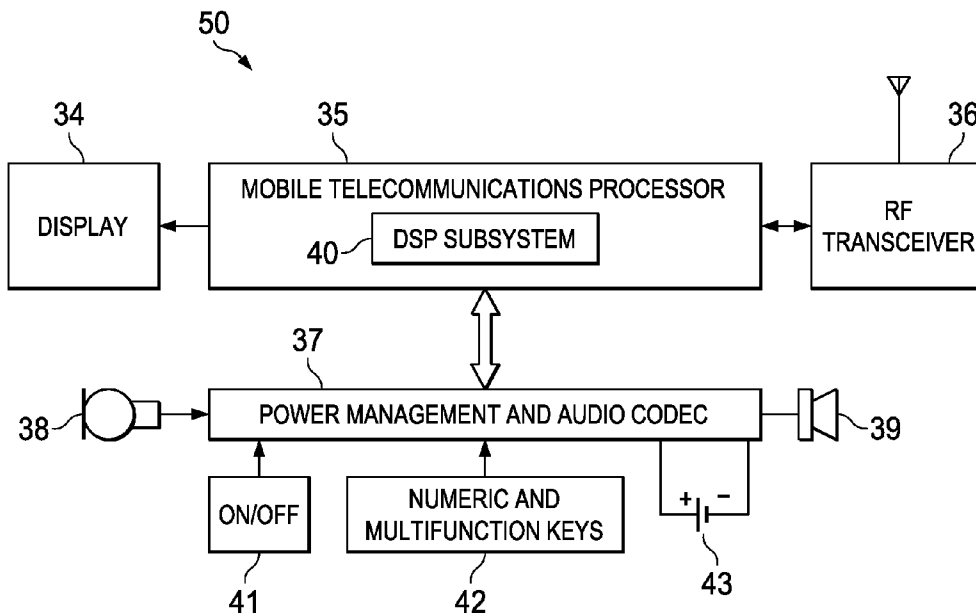 50
34
35
36
DISPLAY
MOBILE TELECOMMUNICATIONS PROCESSOR
40
DSP SUBSYSTEM
RF
TRANSCEIVER
37
38
POWER MANAGEMENT AND AUDIO CODEC
39
ON/OFF
NUMERIC AND
MULTIFUNCTION KEYS
+ −
41
42
43